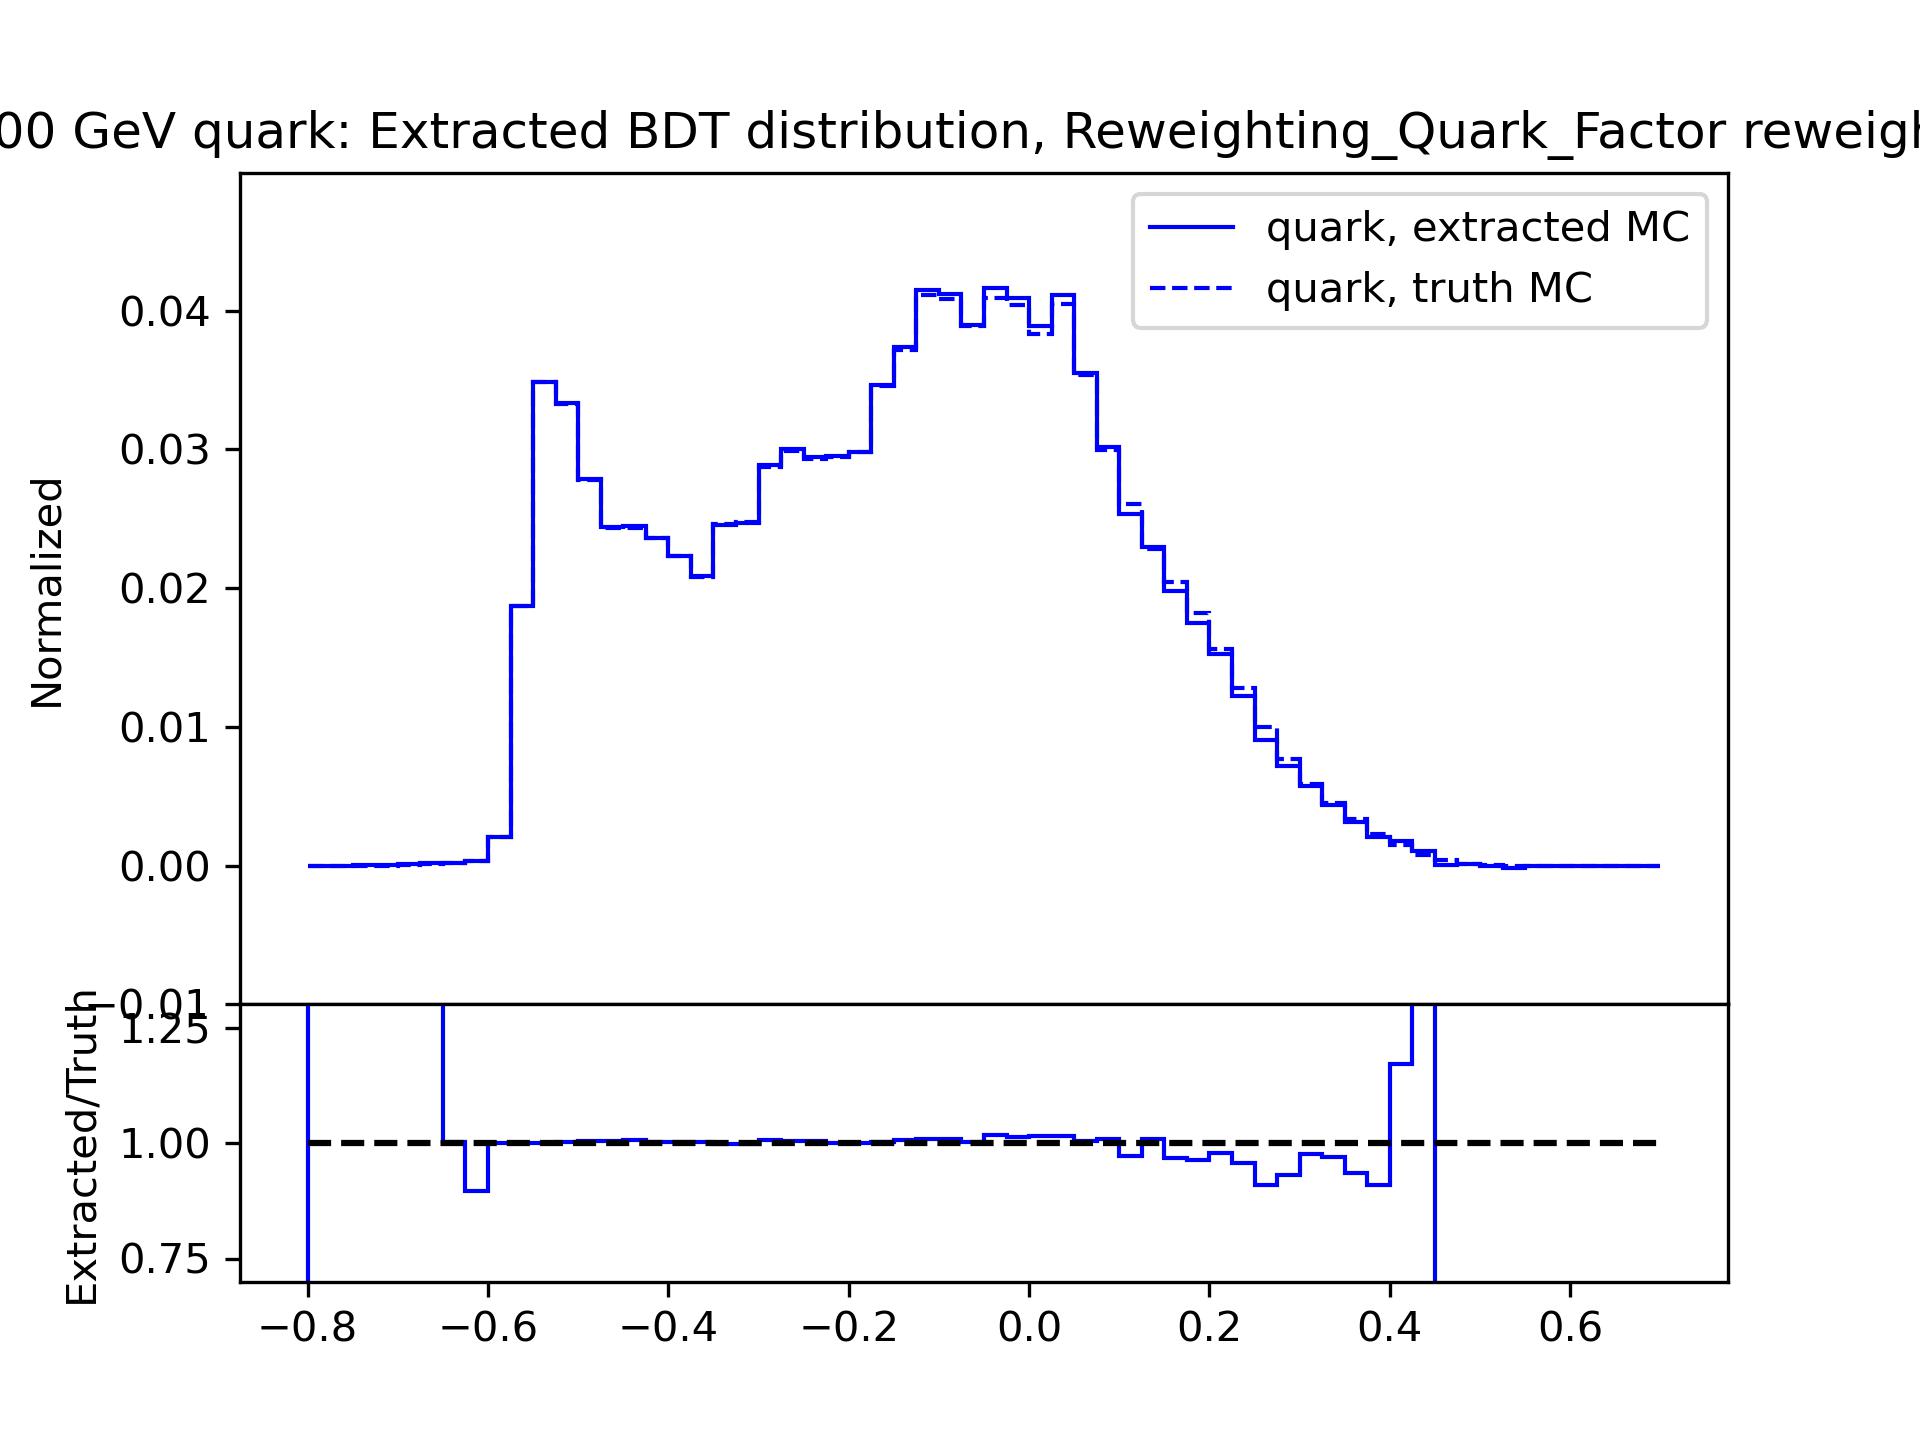 00 GeV quark: Extracted BDT distribution, Reweighting_Quark_Factor reweigh
quark, extracted MC
quark, truth MC
Normalized
0.04
0.03
0.02
0.01
0.00
−0.01
Extracted/Truth
1.25
1.00
0.75
−0.8 −0.6 −0.4 −0.2 0.0 0.2 0.4 0.6